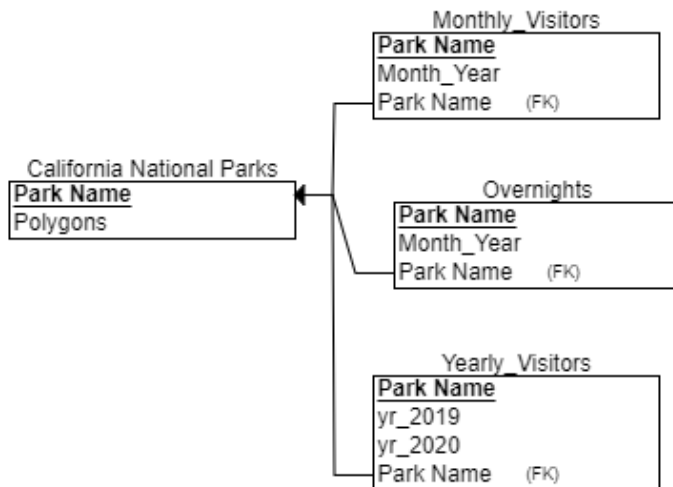 Monthly_Visitors
Park Name
Month_Year
Park Name (FK)
California National Parks
Park Name
Polygons
Overnights
Park Name
Month_Year
Park Name (FK)
Yearly_Visitors
Park Name
yr_2019
yr_2020
Park Name (FK)